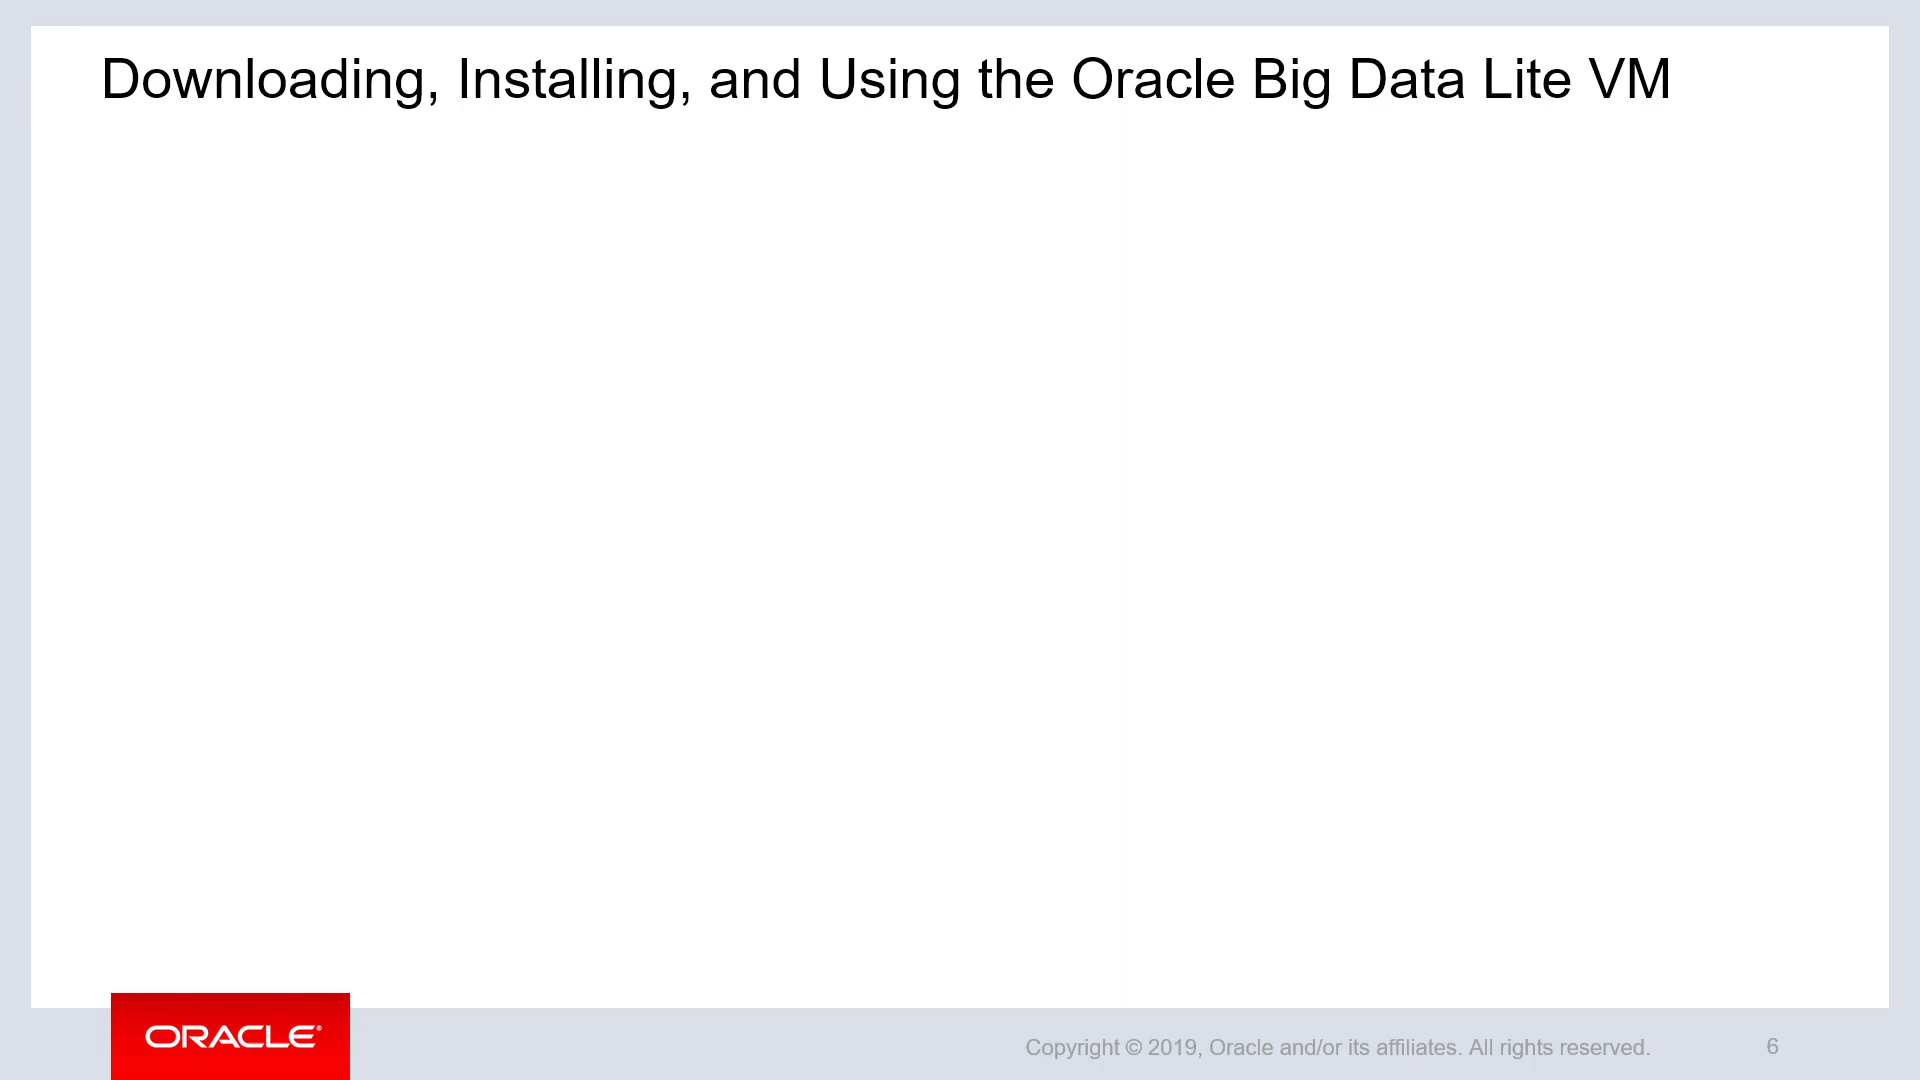 Downloading, Installing, and Using the Oracle Big Data Lite VM
ORACLE®
Copyright © 2019, Oracle and/or its affiliates. All rights reserved.
6